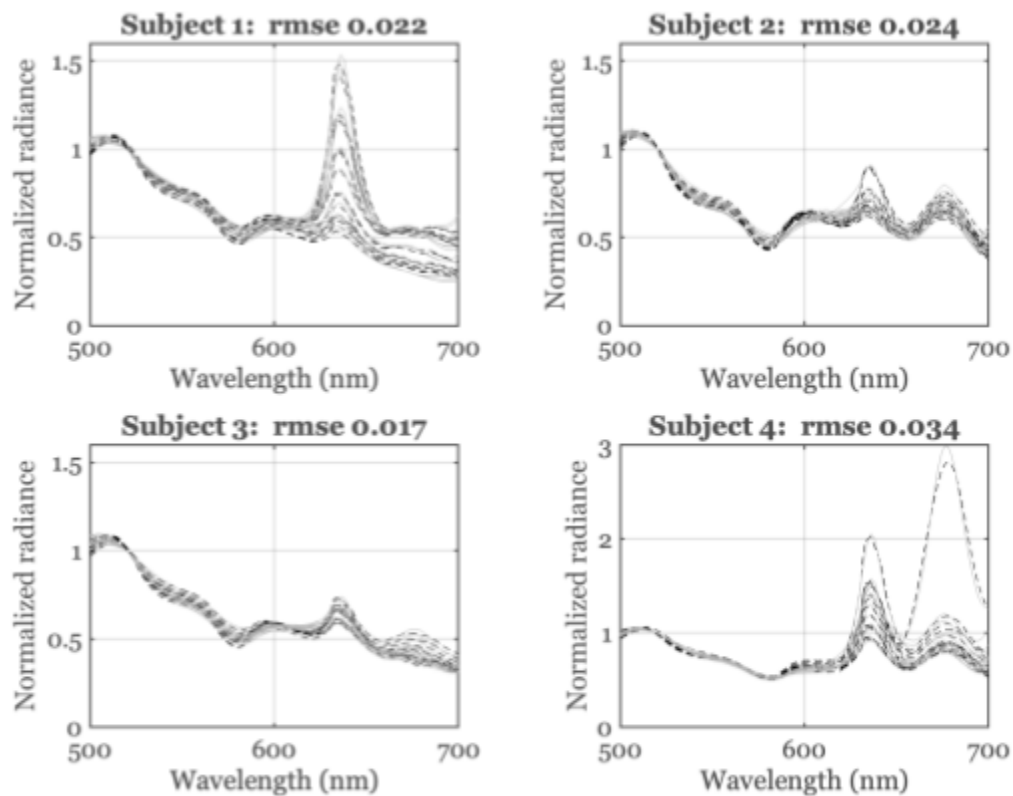 Subject 1: rmse 0.022
Normalized radiance
1.5
1
0.5
0
500
600
700
Wavelength (nm)
Subject 2: rmse 0.024
Normalized radiance
1.5
1
0.5
0
500
600
700
Wavelength (nm)
Subject 3: rmse 0.017
Normalized radiance
1.5
1
0.5
0
500
600
700
Wavelength (nm)
Subject 4: rmse 0.034
Normalized radiance
3
2
1
0
500
600
700
Wavelength (nm)